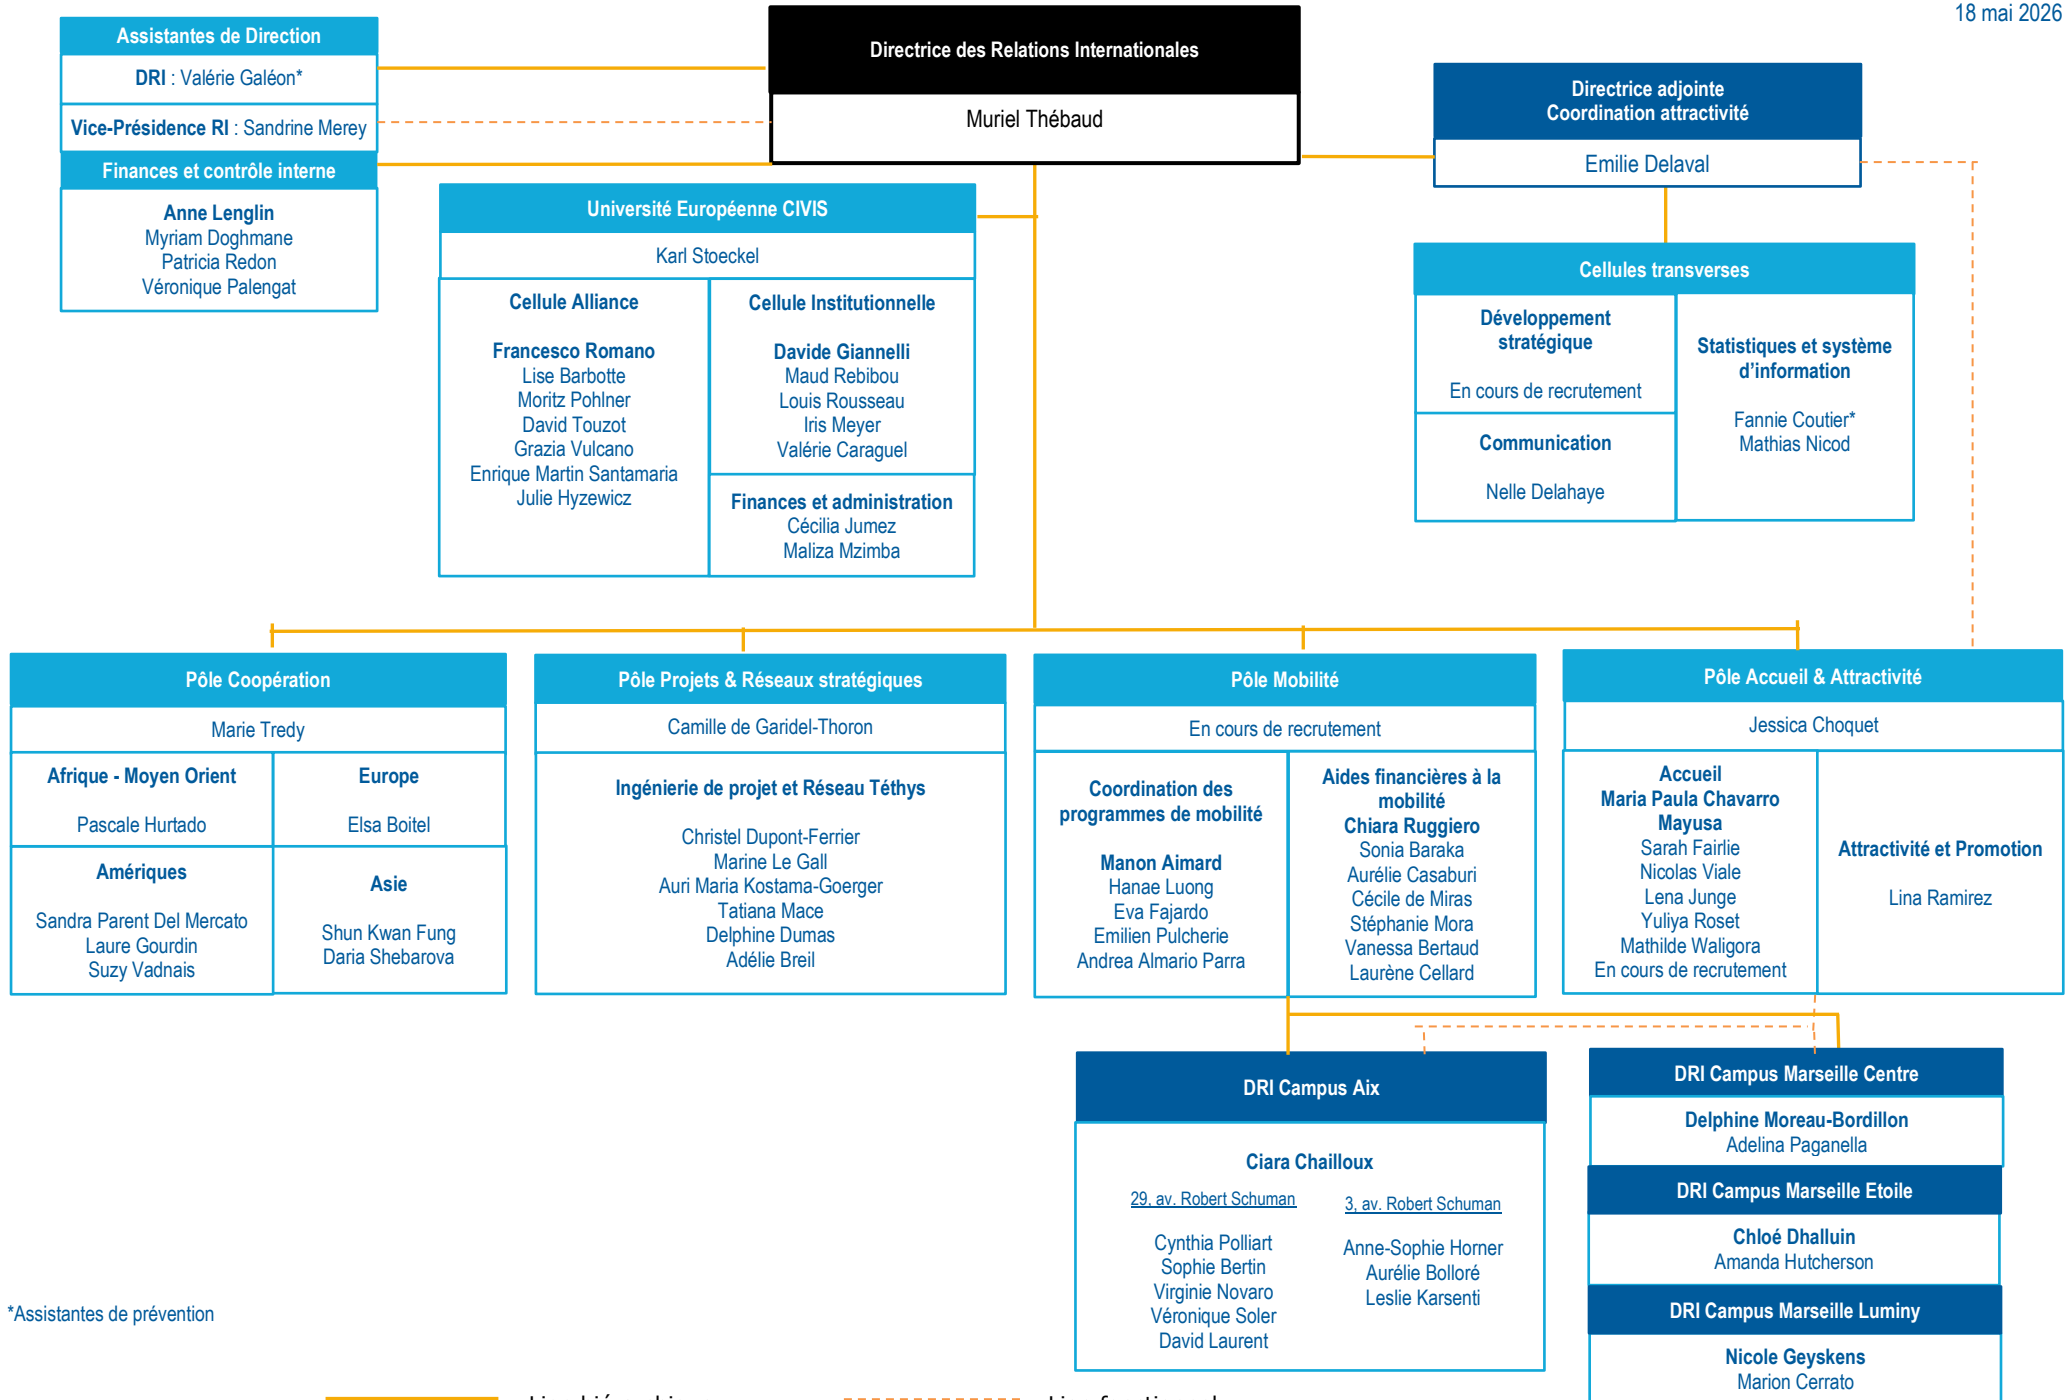 18 mai 2026
Assistantes de Direction
DRI : Valérie Galéon*
Vice-Présidence RI : Sandrine Merey
Finances et contrôle interne
Anne Lenglin
Myriam Doghmane
Patricia Redon
Véronique Palengat
Directrice des Relations Internationales
Muriel Thébaud
Directrice adjointe
Coordination attractivité
Emilie Delaval
Université Européenne CIVIS
Karl Stoeckel
Cellule Alliance
Francesco Romano
Lise Barbotte
Moritz Pohlner
David Touzot
Grazia Vulcano
Enrique Martin Santamaria
Julie Hyzewicz
Cellule Institutionnelle
Davide Giannelli
Maud Rebibou
Louis Rousseau
Iris Meyer
Valérie Caraguel
Finances et administration
Cécilia Jumez
Maliza Mzimba
Cellules transverses
Développement
stratégique
En cours de recrutement
Communication
Nelle Delahaye
Statistiques et système
d’information
Fannie Coutier*
Mathias Nicod
Pôle Coopération
Marie Tredy
Afrique - Moyen Orient
Pascale Hurtado
Europe
Elsa Boitel
Amériques
Sandra Parent Del Mercato
Laure Gourdin
Suzy Vadnais
Asie
Shun Kwan Fung
Daria Shebarova
Pôle Projets & Réseaux stratégiques
Camille de Garidel-Thoron
Ingénierie de projet et Réseau Téthys
Christel Dupont-Ferrier
Marine Le Gall
Auri Maria Kostama-Goerger
Tatiana Mace
Delphine Dumas
Adélie Breil
Pôle Mobilité
En cours de recrutement
Coordination des
programmes de mobilité
Manon Aimard
Hanae Luong
Eva Fajardo
Emilien Pulcherie
Andrea Almario Parra
Aides financières à la
mobilité
Chiara Ruggiero
Sonia Baraka
Aurélie Casaburi
Cécile de Miras
Stéphanie Mora
Vanessa Bertaud
Laurène Cellard
Pôle Accueil & Attractivité
Jessica Choquet
Accueil
Maria Paula Chavarro
Mayusa
Sarah Fairlie
Nicolas Viale
Lena Junge
Yuliya Roset
Mathilde Waligora
En cours de recrutement
Attractivité et Promotion
Lina Ramirez
DRI Campus Aix
Ciara Chailloux
29, av. Robert Schuman
Cynthia Polliart
Sophie Bertin
Virginie Novaro
Véronique Soler
David Laurent
3, av. Robert Schuman
Anne-Sophie Horner
Aurélie Bolloré
Leslie Karsenti
DRI Campus Marseille Centre
Delphine Moreau-Bordillon
Adelina Paganella
DRI Campus Marseille Etoile
Chloé Dhalluin
Amanda Hutcherson
DRI Campus Marseille Luminy
Nicole Geyskens
Marion Cerrato
*Assistantes de prévention